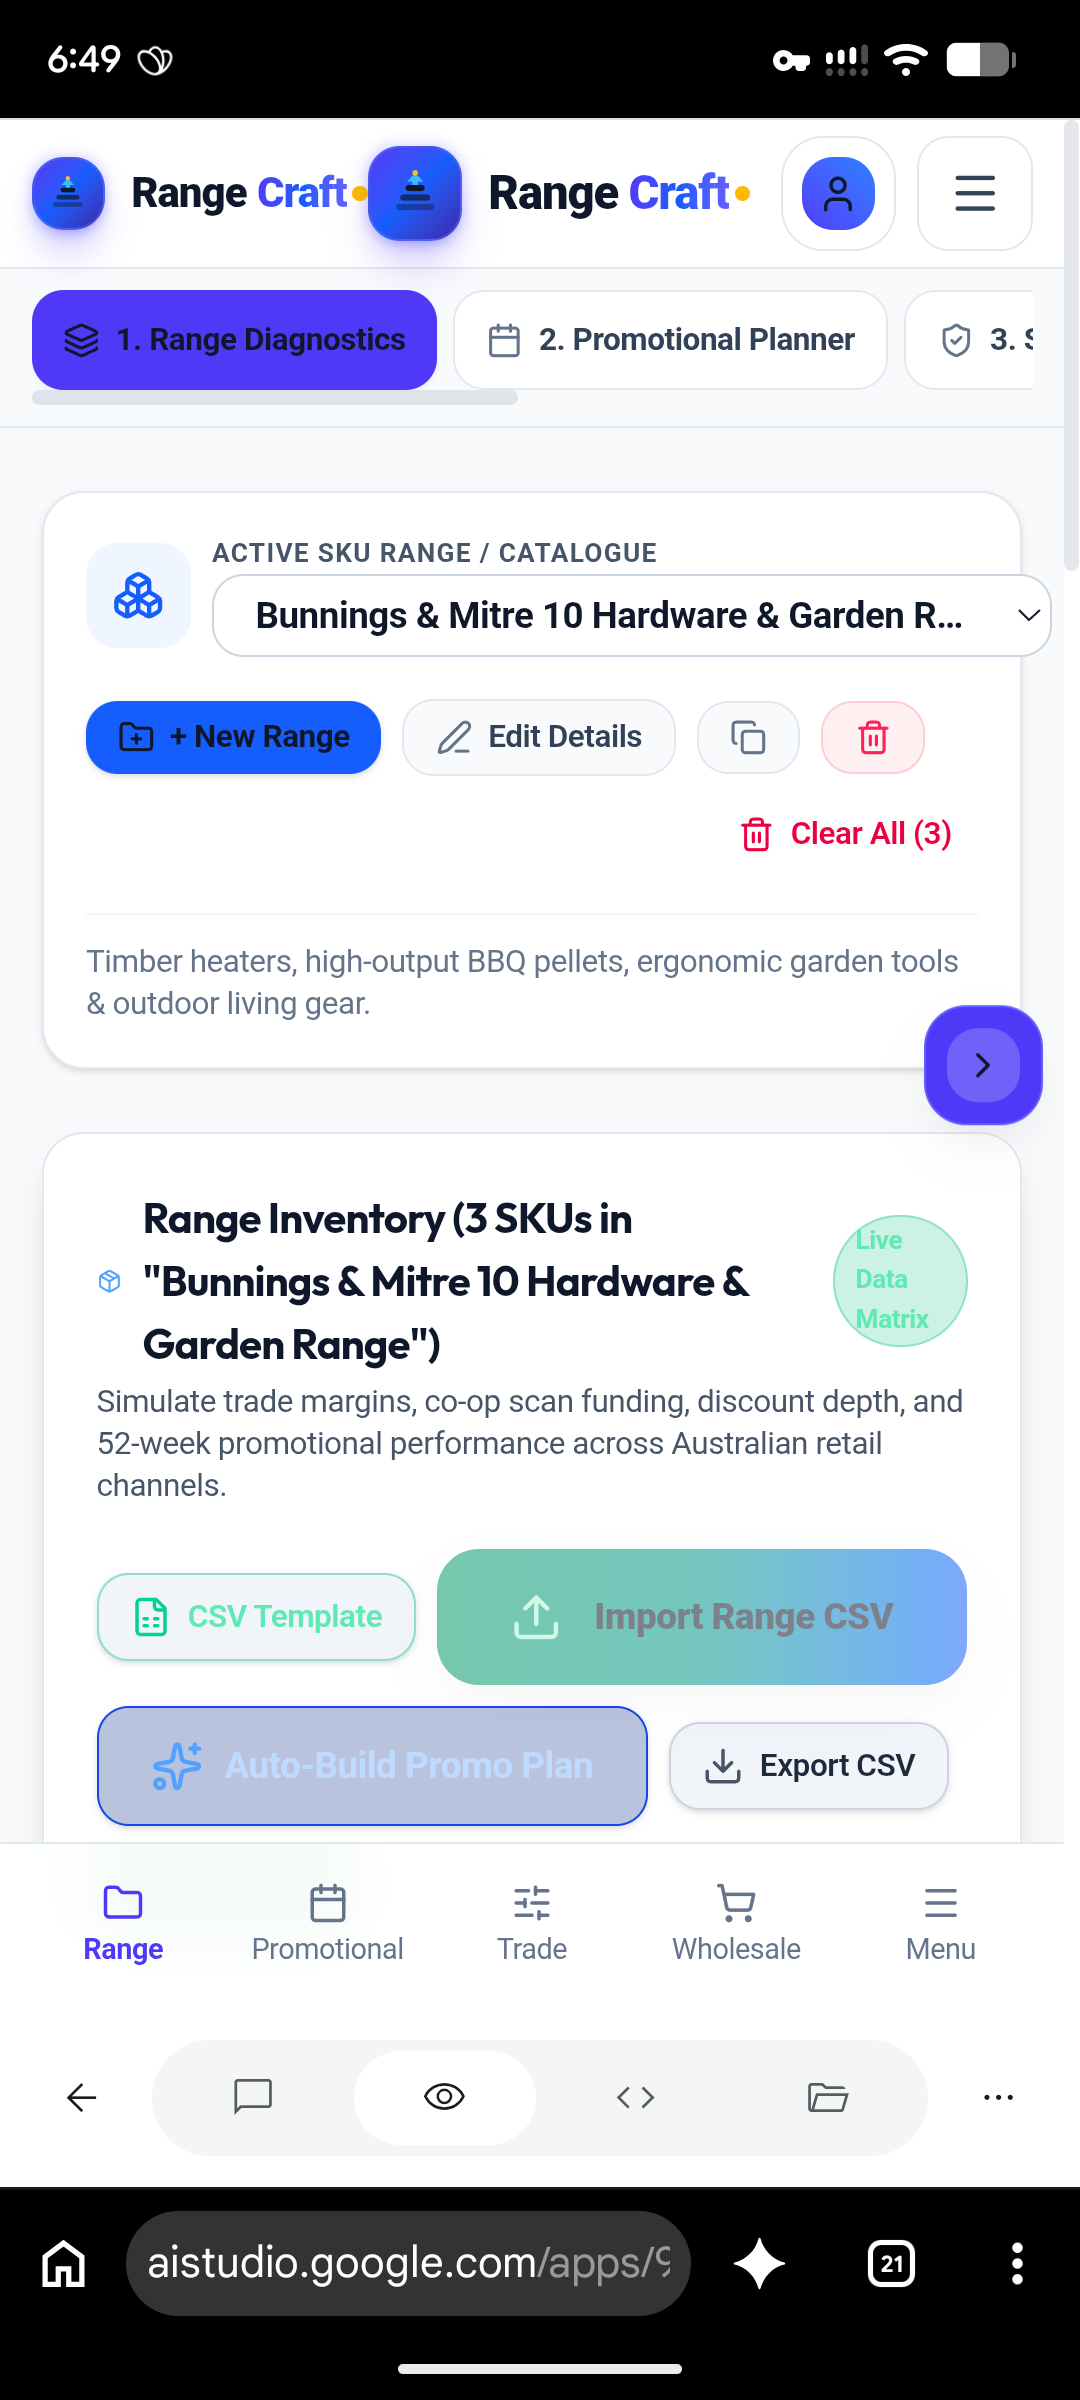 6:49
Range Craft
Range Craft
1. Range Diagnostics
2. Promotional Planner
3. S
ACTIVE SKU RANGE / CATALOGUE
Bunnings & Mitre 10 Hardware & Garden R...
+ New Range
Edit Details
Clear All (3)
Timber heaters, high-output BBQ pellets, ergonomic garden tools
& outdoor living gear.
Range Inventory (3 SKUs in
"Bunnings & Mitre 10 Hardware &
Garden Range")
Live
Data
Matrix
Simulate trade margins, co-op scan funding, discount depth, and
52-week promotional performance across Australian retail
channels.
CSV Template
Import Range CSV
Auto-Build Promo Plan
Export CSV
Range
Promotional
Trade
Wholesale
Menu
aistudio.google.com/apps/9
21